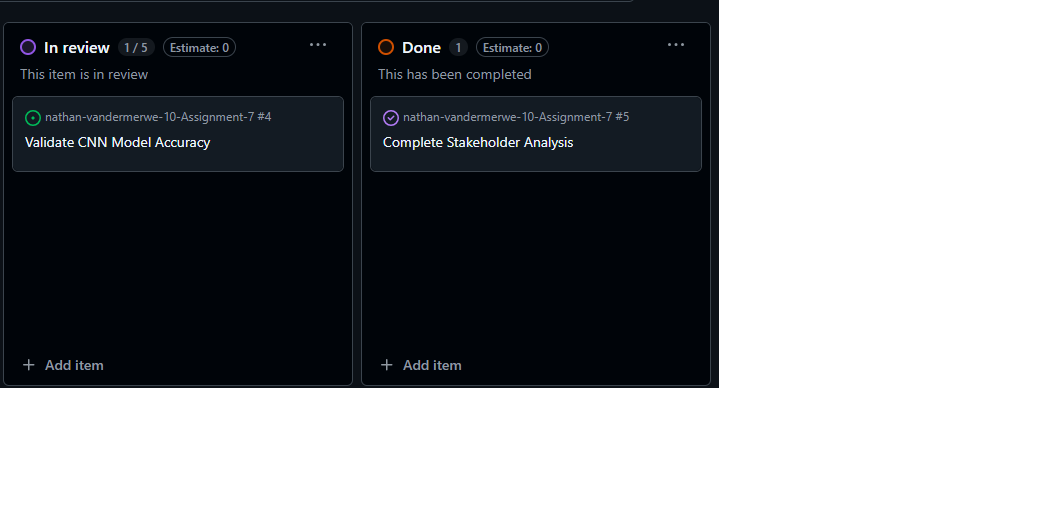 In review 1 / 5 Estimate: 0 ...
This item is in review
nathan-vandermerwe-10-Assignment-7 #4
Validate CNN Model Accuracy
+ Add item
Done 1 Estimate: 0 ...
This has been completed
nathan-vandermerwe-10-Assignment-7 #5
Complete Stakeholder Analysis
+ Add item